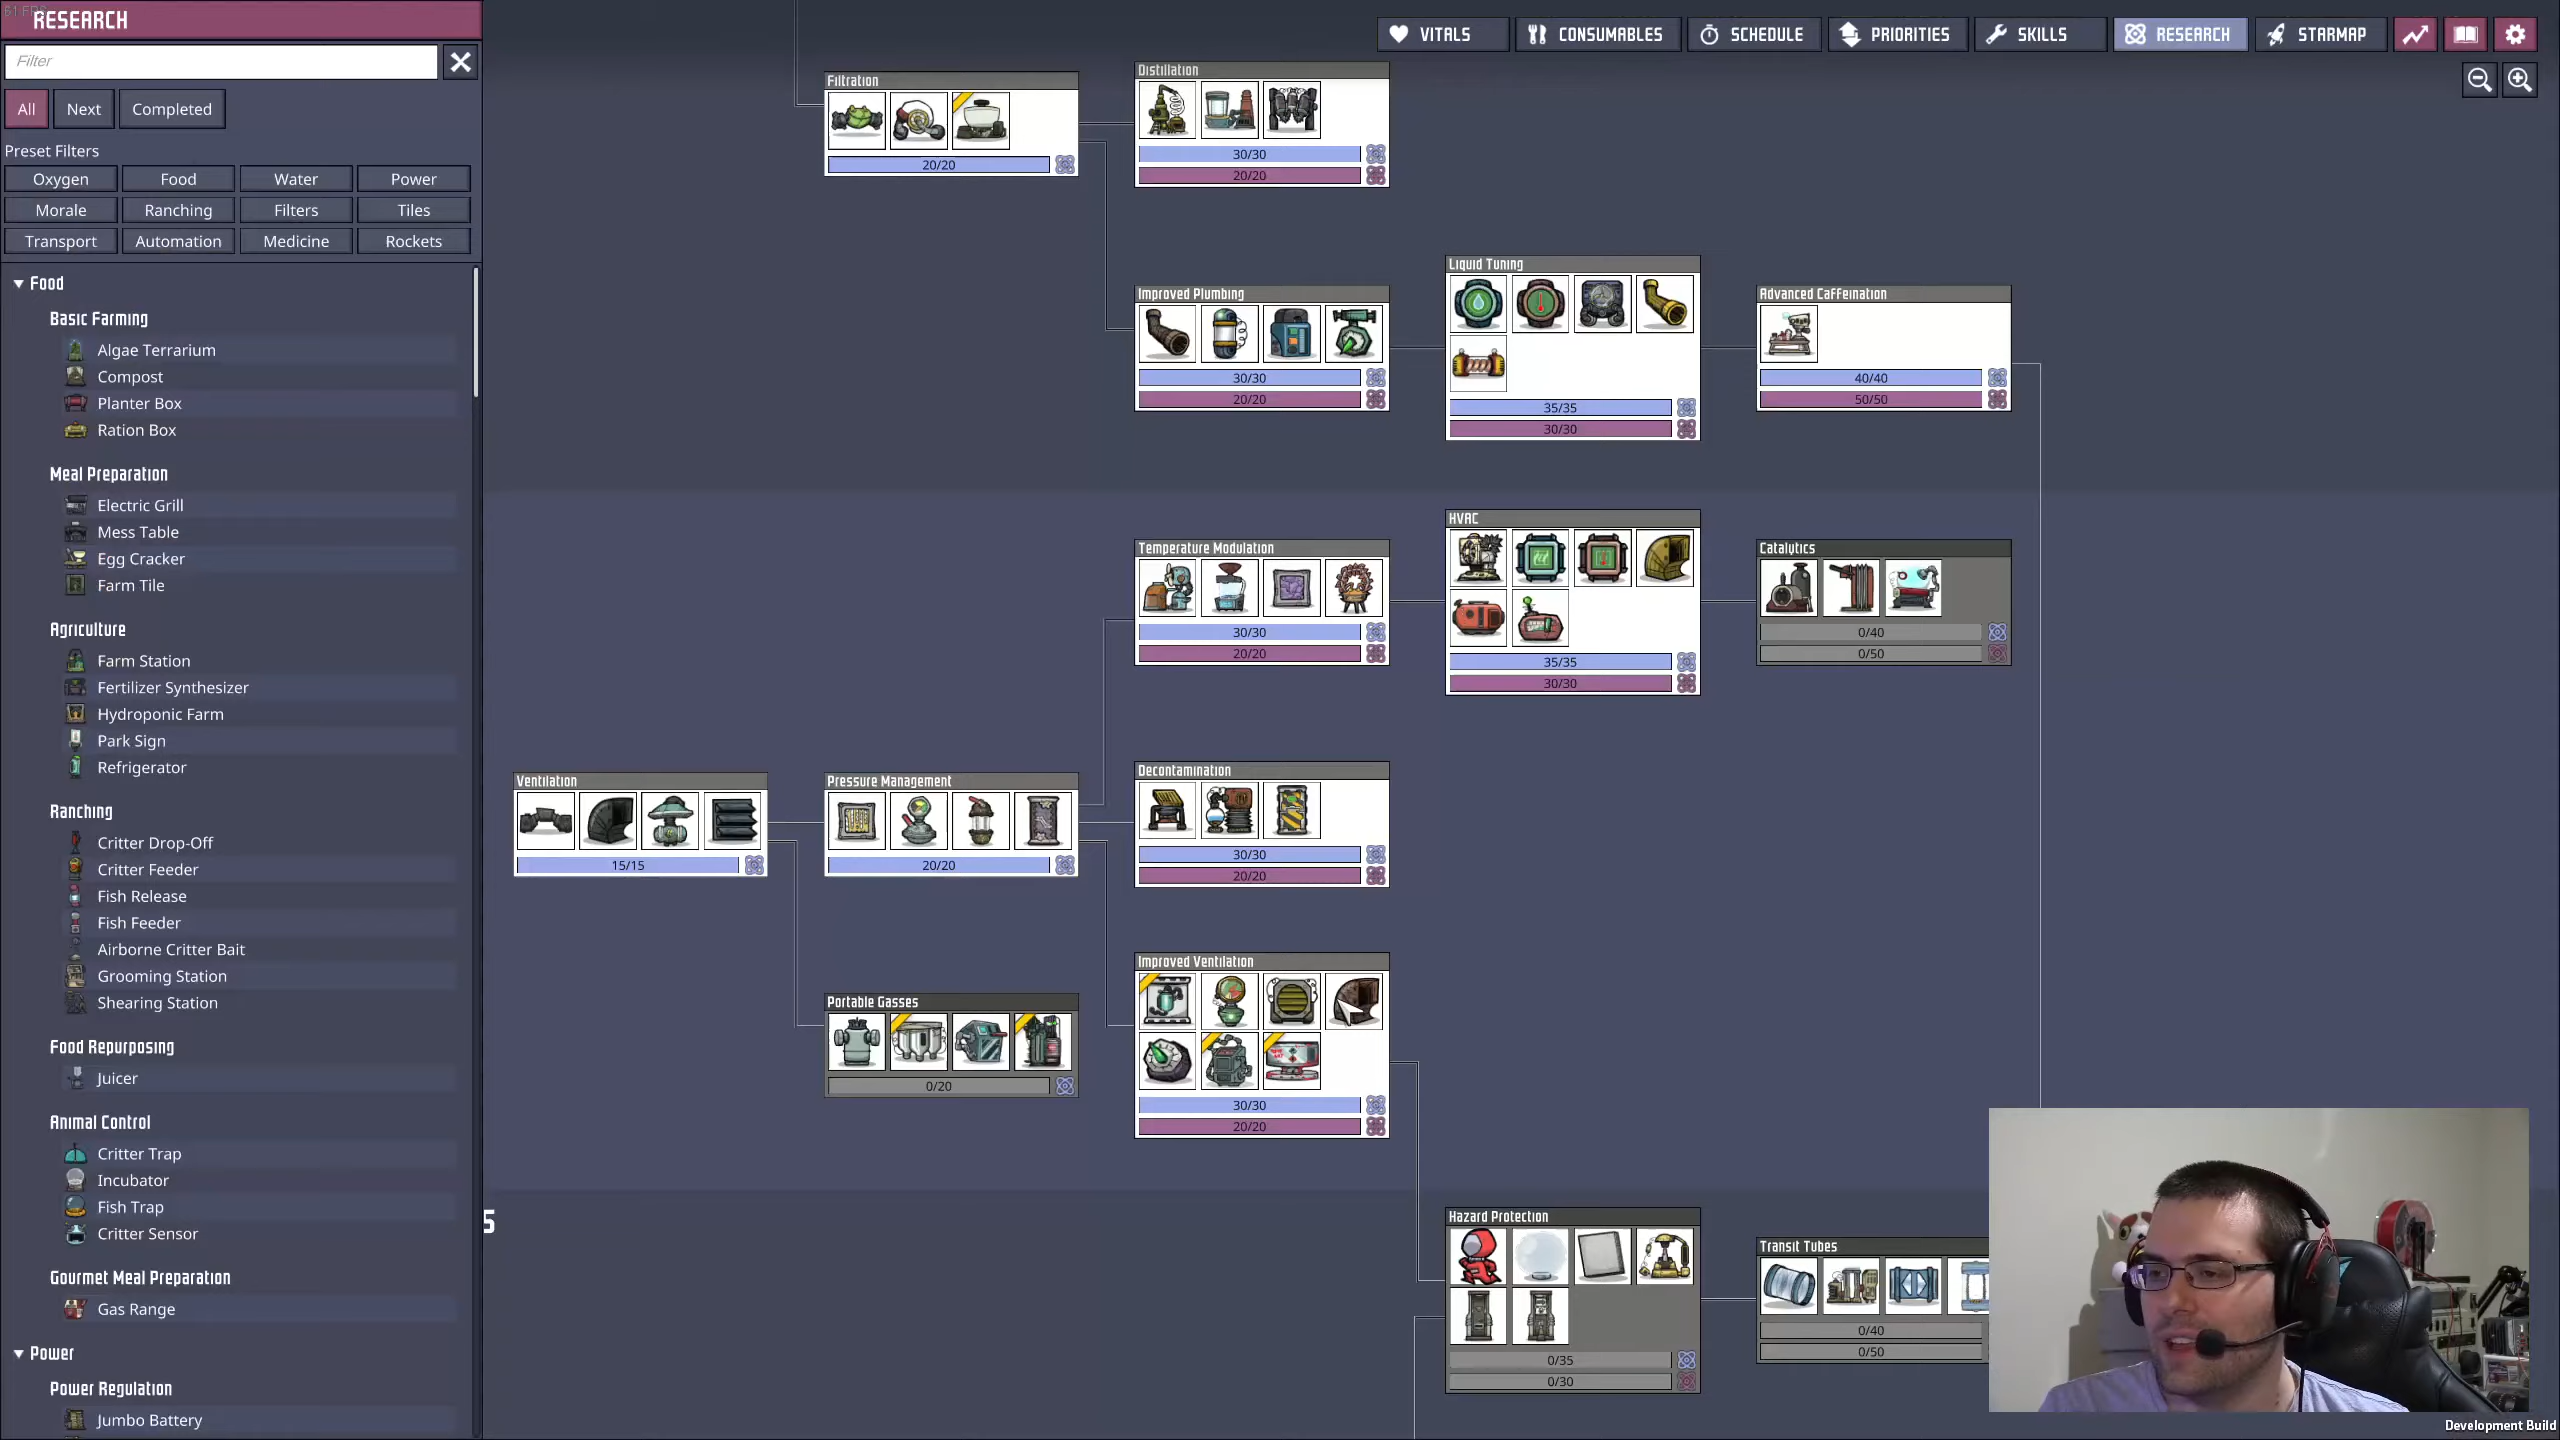 61 FPS
RESEARCH
VITALS
CONSUMABLES
SCHEDULE
PRIORITIES
SKILLS
RESEARCH
STARMAP
Filter
All
Next
Completed
Preset Filters
Oxygen
Food
Water
Power
Morale
Ranching
Filters
Tiles
Transport
Automation
Medicine
Rockets
Food
Basic Farming
Algae Terrarium
Compost
Planter Box
Ration Box
Meal Preparation
Electric Grill
Mess Table
Egg Cracker
Farm Tile
Agriculture
Farm Station
Fertilizer Synthesizer
Hydroponic Farm
Park Sign
Refrigerator
Ranching
Critter Drop-Off
Critter Feeder
Fish Release
Fish Feeder
Airborne Critter Bait
Grooming Station
Shearing Station
Food Repurposing
Juicer
Animal Control
Critter Trap
Incubator
Fish Trap
Critter Sensor
Gourmet Meal Preparation
Gas Range
Power
Power Regulation
Jumbo Battery
Filtration
20/20
Distillation
30/30
20/20
Improved Plumbing
30/30
20/20
Liquid Tuning
35/35
30/30
Advanced Caffeination
40/40
50/50
Temperature Modulation
30/30
20/20
HVAC
35/35
30/30
Catalytics
0/40
0/50
Ventilation
15/15
Pressure Management
20/20
Decontamination
30/30
20/20
Portable Gasses
0/20
Improved Ventilation
30/30
20/20
5
Hazard Protection
0/35
0/30
Transit Tubes
0/40
0/50
Development Build